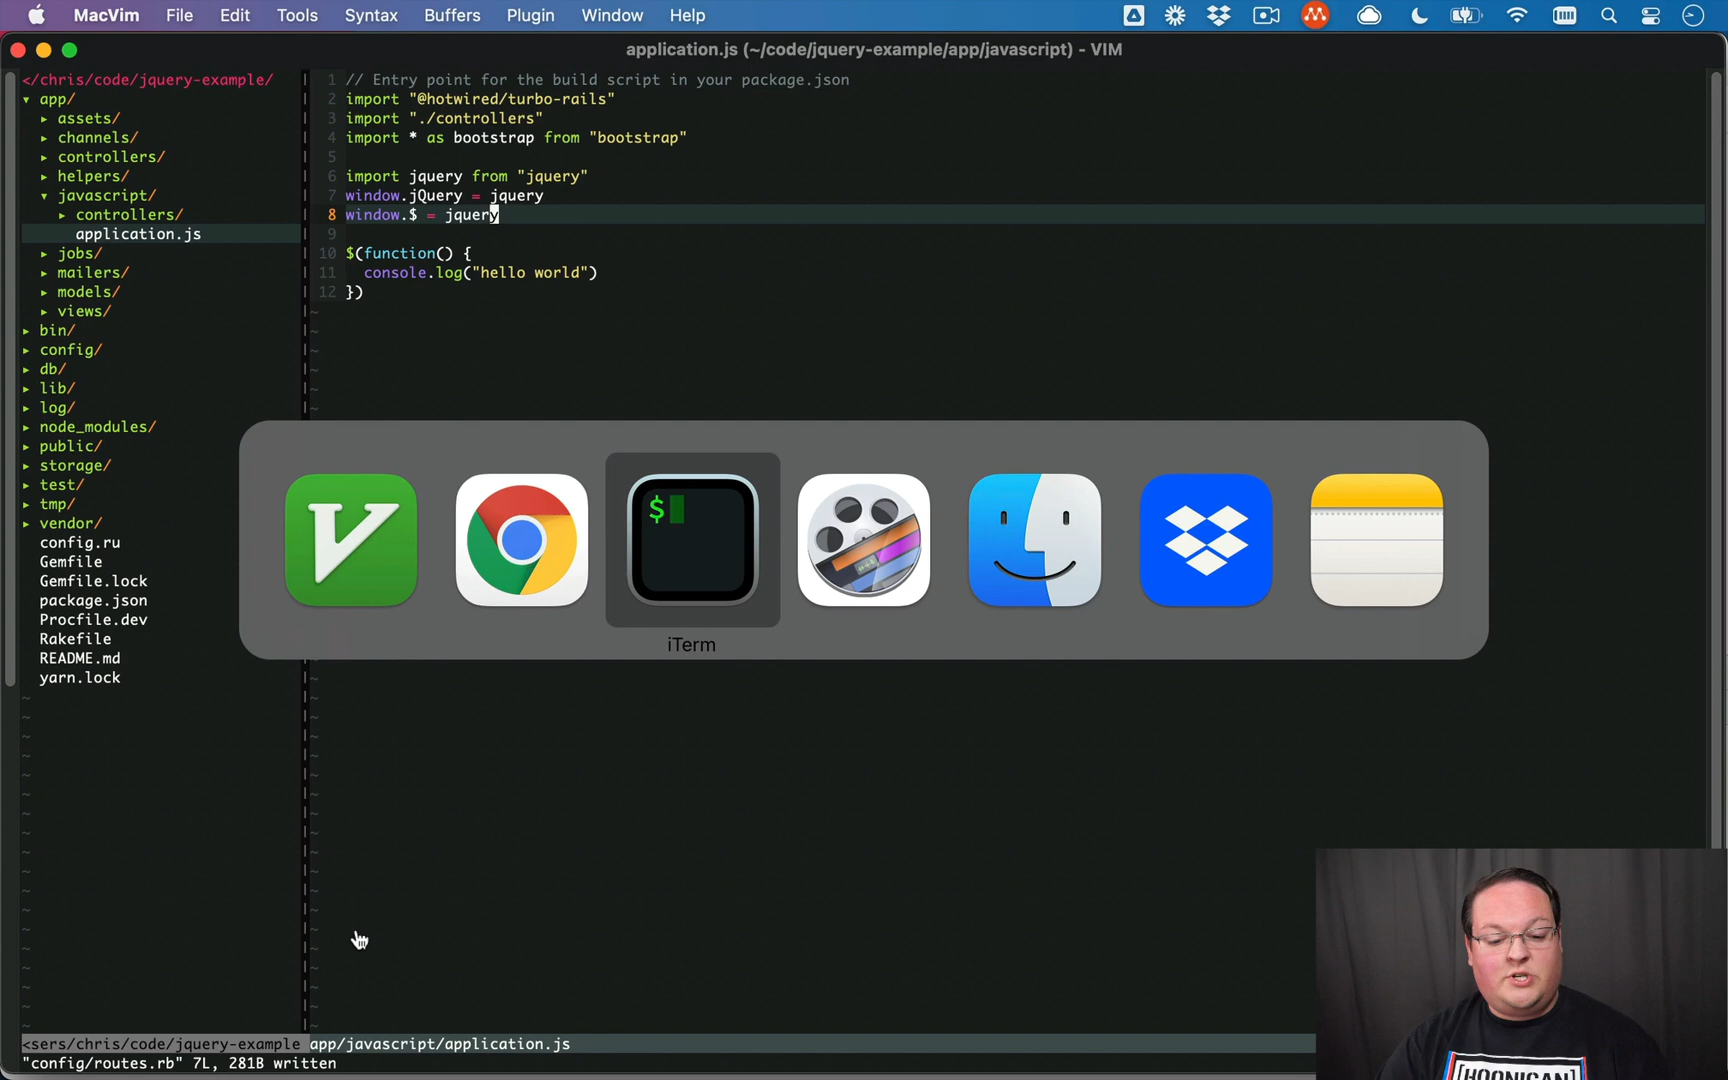 MacVim File Edit Tools Syntax Buffers Plugin Window Help
application.js (~/code/jquery-example/app/javascript) - VIM
</chris/code/jquery-example/
▾ app/
▸ assets/
▸ channels/
▸ controllers/
▸ helpers/
▾ javascript/
▸ controllers/
application.js
▸ jobs/
▸ mailers/
▸ models/
▸ views/
▸ bin/
▸ config/
▸ db/
▸ lib/
▸ log/
▸ node_modules/
▸ public/
▸ storage/
▸ test/
▸ tmp/
▸ vendor/
config.ru
Gemfile
Gemfile.lock
package.json
Procfile.dev
Rakefile
README.md
yarn.lock
1 // Entry point for the build script in your package.json
2 import "@hotwired/turbo-rails"
3 import "./controllers"
4 import * as bootstrap from "bootstrap"
5
6 import jquery from "jquery"
7 window.jQuery = jquery
8 window.$ = jquery
9
10 $(function() {
11   console.log("hello world")
12 })
$
iTerm
<sers/chris/code/jquery-example app/javascript/application.js
"config/routes.rb" 7L, 281B written
[HOONIGAN]